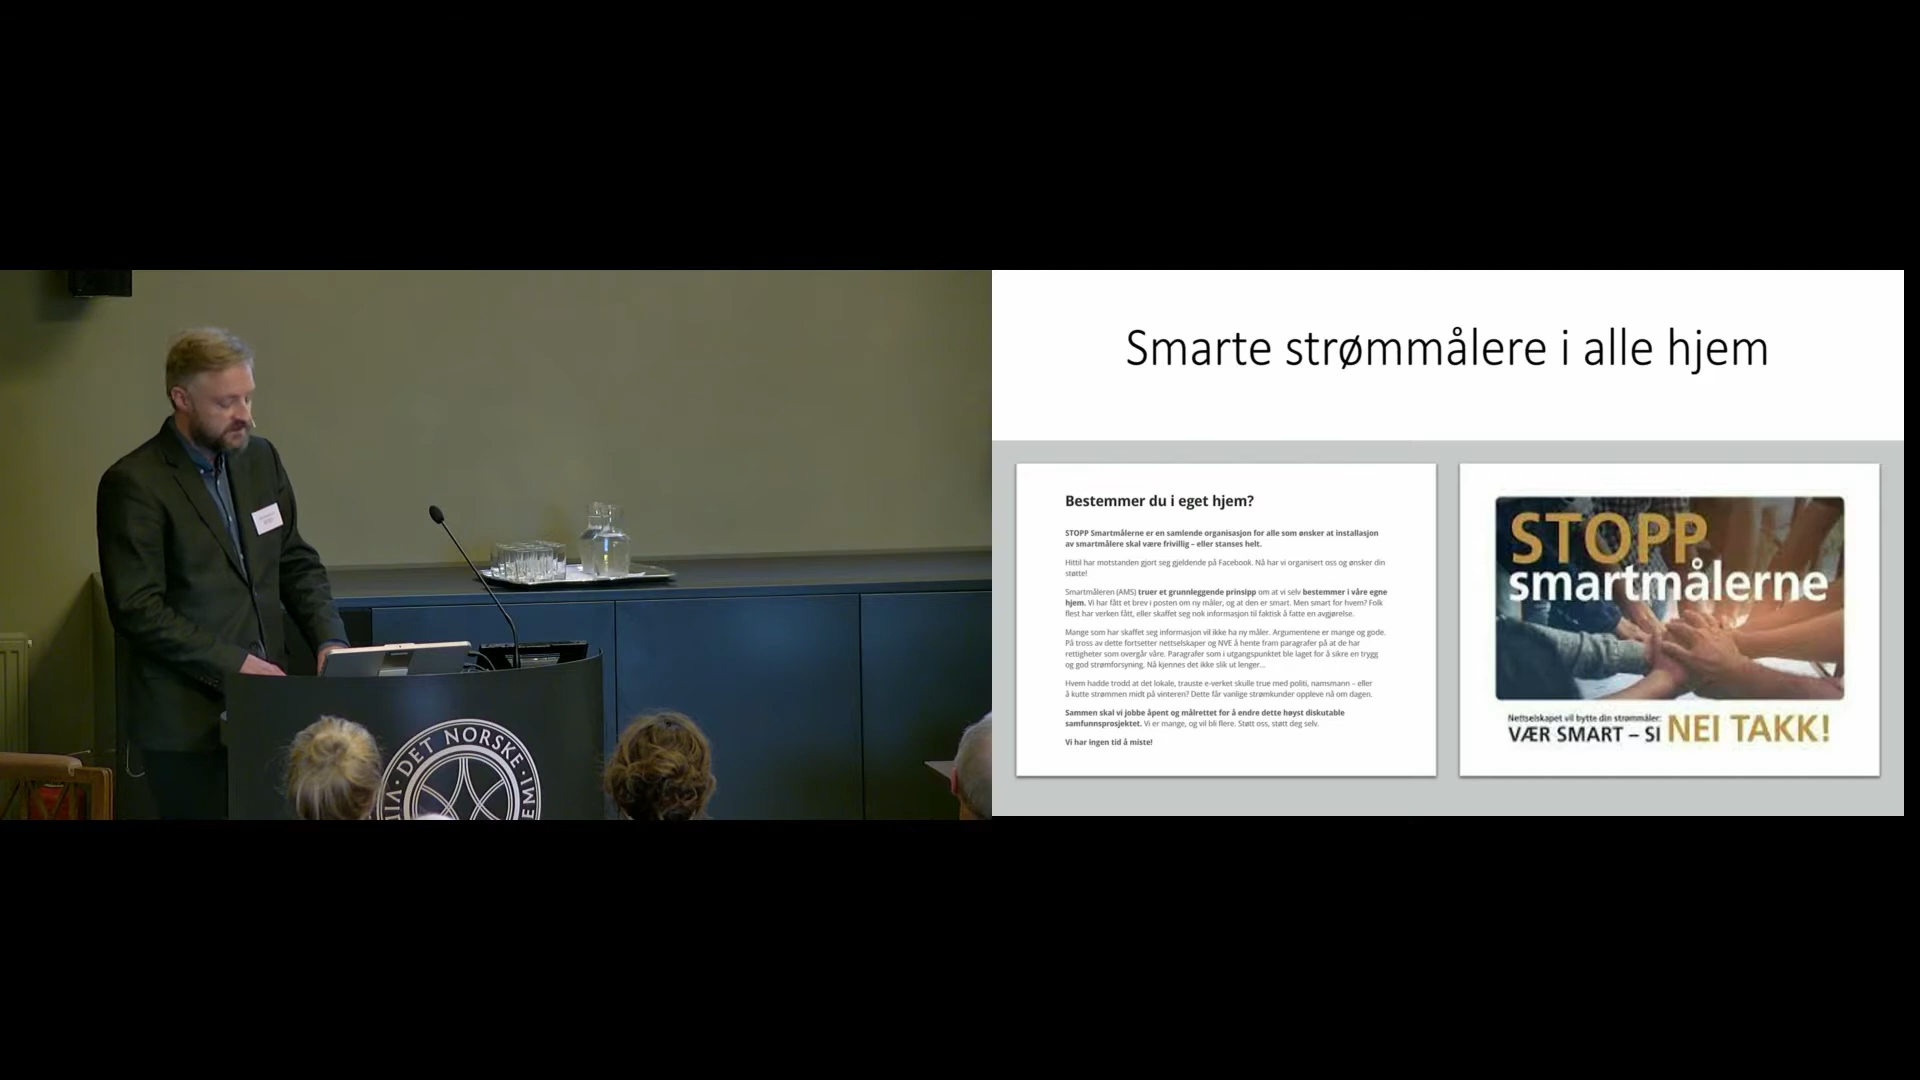 Smarte strømmålere i alle hjem
Bestemmer du i eget hjem?
STOPP Smartmålerne er en samlende organisasjon for alle som ønsker at installasjon
av smartmålere skal være frivillig – eller stanses helt.
Hittil har motstanden gjort seg gjeldende på Facebook. Nå har vi organisert oss og ønsker din
støtte!
Smartmåleren (AMS) truer et grunnleggende prinsipp om at vi selv bestemmer i våre egne
hjem. Vi har fått et brev i posten om ny måler, og at den er smart. Men smart for hvem? Folk
flest har verken fått, eller skaffet seg nok informasjon til faktisk å fatte en avgjørelse.
Mange som har skaffet seg informasjon vil ikke ha ny måler. Argumentene er mange og gode.
På tross av dette fortsetter nettselskaper og NVE å hente fram paragrafer på at de har
rettigheter som overgår våre. Paragrafer som i utgangspunktet ble laget for å sikre en trygg
og god strømforsyning. Nå kjennes det ikke slik ut lenger...
Hvem hadde trodd at det lokale, trauste e-verket skulle true med politi, namsmann – eller
å kutte strømmen midt på vinteren? Dette får vanlige strømkunder oppleve nå om dagen.
Sammen skal vi jobbe åpent og målrettet for å endre dette høyst diskutable
samfunnsprosjektet. Vi er mange, og vil bli flere. Støtt oss, støtt deg selv.
Vi har ingen tid å miste!
STOPP
smartmålerne
Nettselskapet vil bytte din strømmåler:
VÆR SMART – SI NEI TAKK!
DET NORSKE